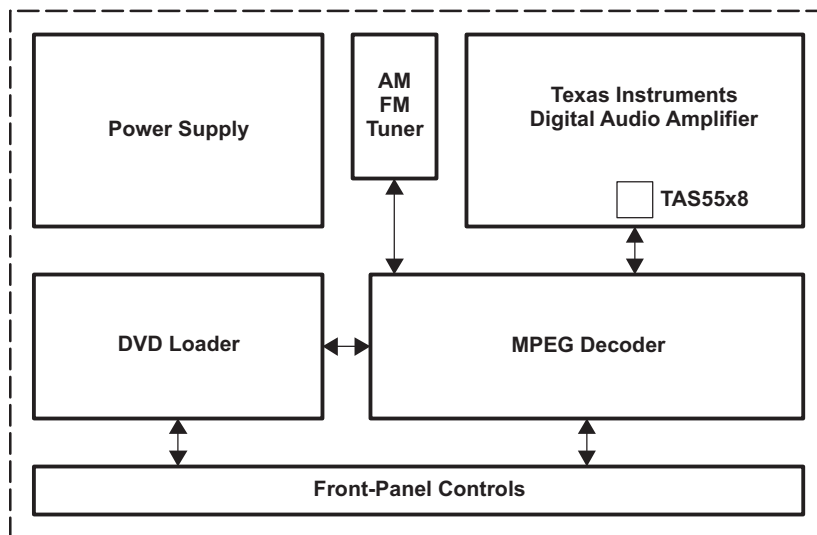 Power Supply
AM
FM
Tuner
Texas Instruments
Digital Audio Amplifier
TAS55x8
DVD Loader
MPEG Decoder
Front-Panel Controls